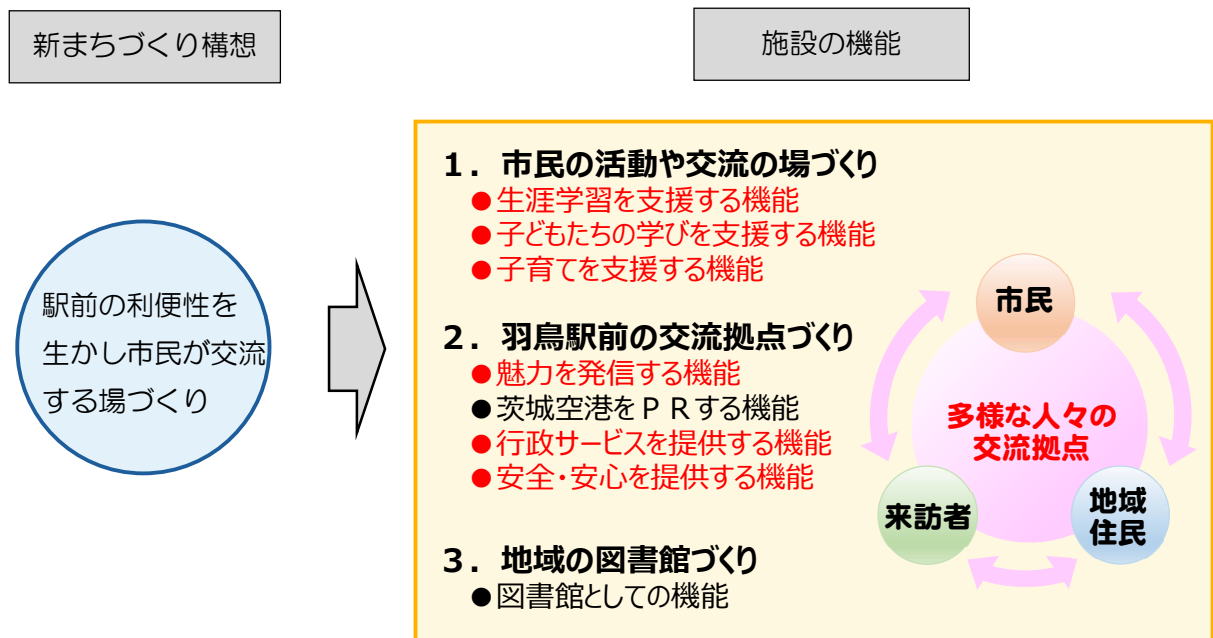 新まちづくり構想
施設の機能
駅前の利便性を
生かし市民が交流
する場づくり
1．市民の活動や交流の場づくり
●生涯学習を支援する機能
●子どもたちの学びを支援する機能
●子育てを支援する機能
2．羽鳥駅前の交流拠点づくり
●魅力を発信する機能
●茨城空港をＰＲする機能
●行政サービスを提供する機能
●安全・安心を提供する機能
3．地域の図書館づくり
●図書館としての機能
市民
多様な人々の
交流拠点
来訪者
地域
住民